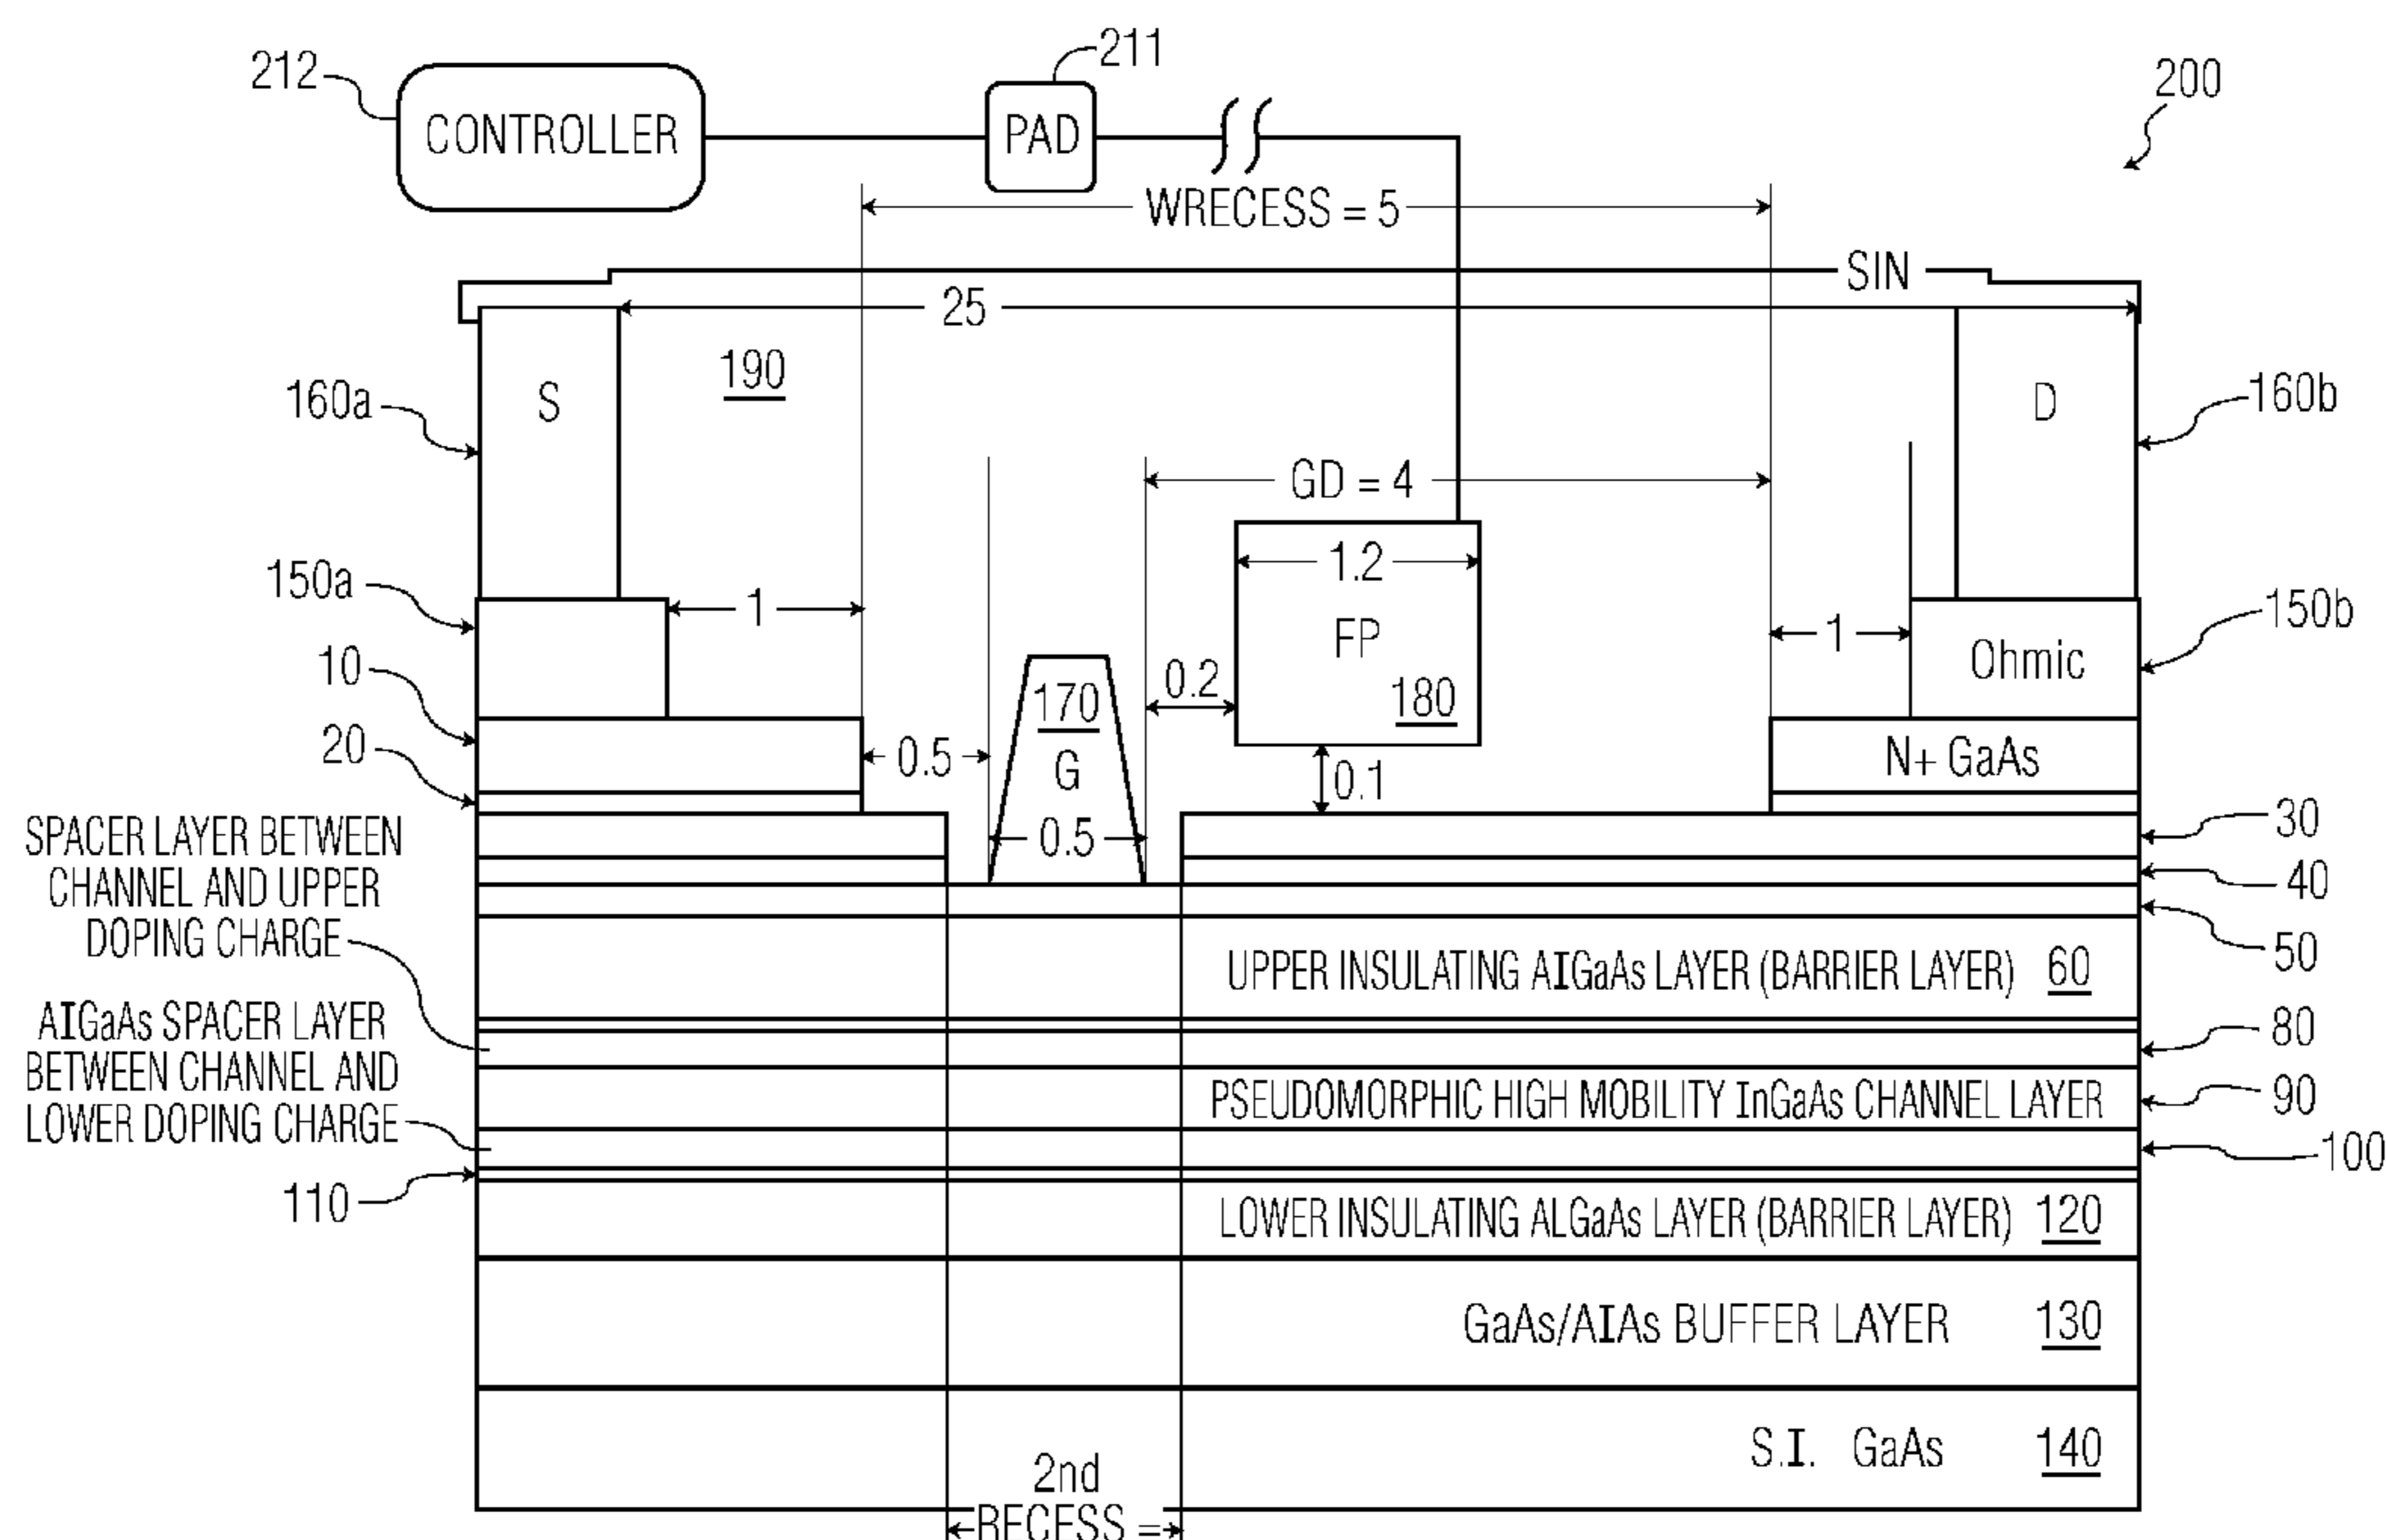 211
212
CONTROLLER
PAD
200
WRECESS = 5
SIN
25
190
160a
S
D
160b
GD = 4
1.2
150a
1
FP
1
150b
10
Ohmic
0.2
170
180
20
0.5
G
0.1
N+ GaAs
0.5
30
SPACER LAYER BETWEEN
CHANNEL AND UPPER
DOPING CHARGE
40
50
UPPER INSULATING AIGaAs LAYER (BARRIER LAYER) 60
AIGaAs SPACER LAYER
BETWEEN CHANNEL AND
LOWER DOPING CHARGE
80
PSEUDOMORPHIC HIGH MOBILITY InGaAs CHANNEL LAYER
90
100
110
LOWER INSULATING ALGaAs LAYER (BARRIER LAYER) 120
GaAs/AIAs BUFFER LAYER 130
S.I. GaAs 140
2nd
RECESS =